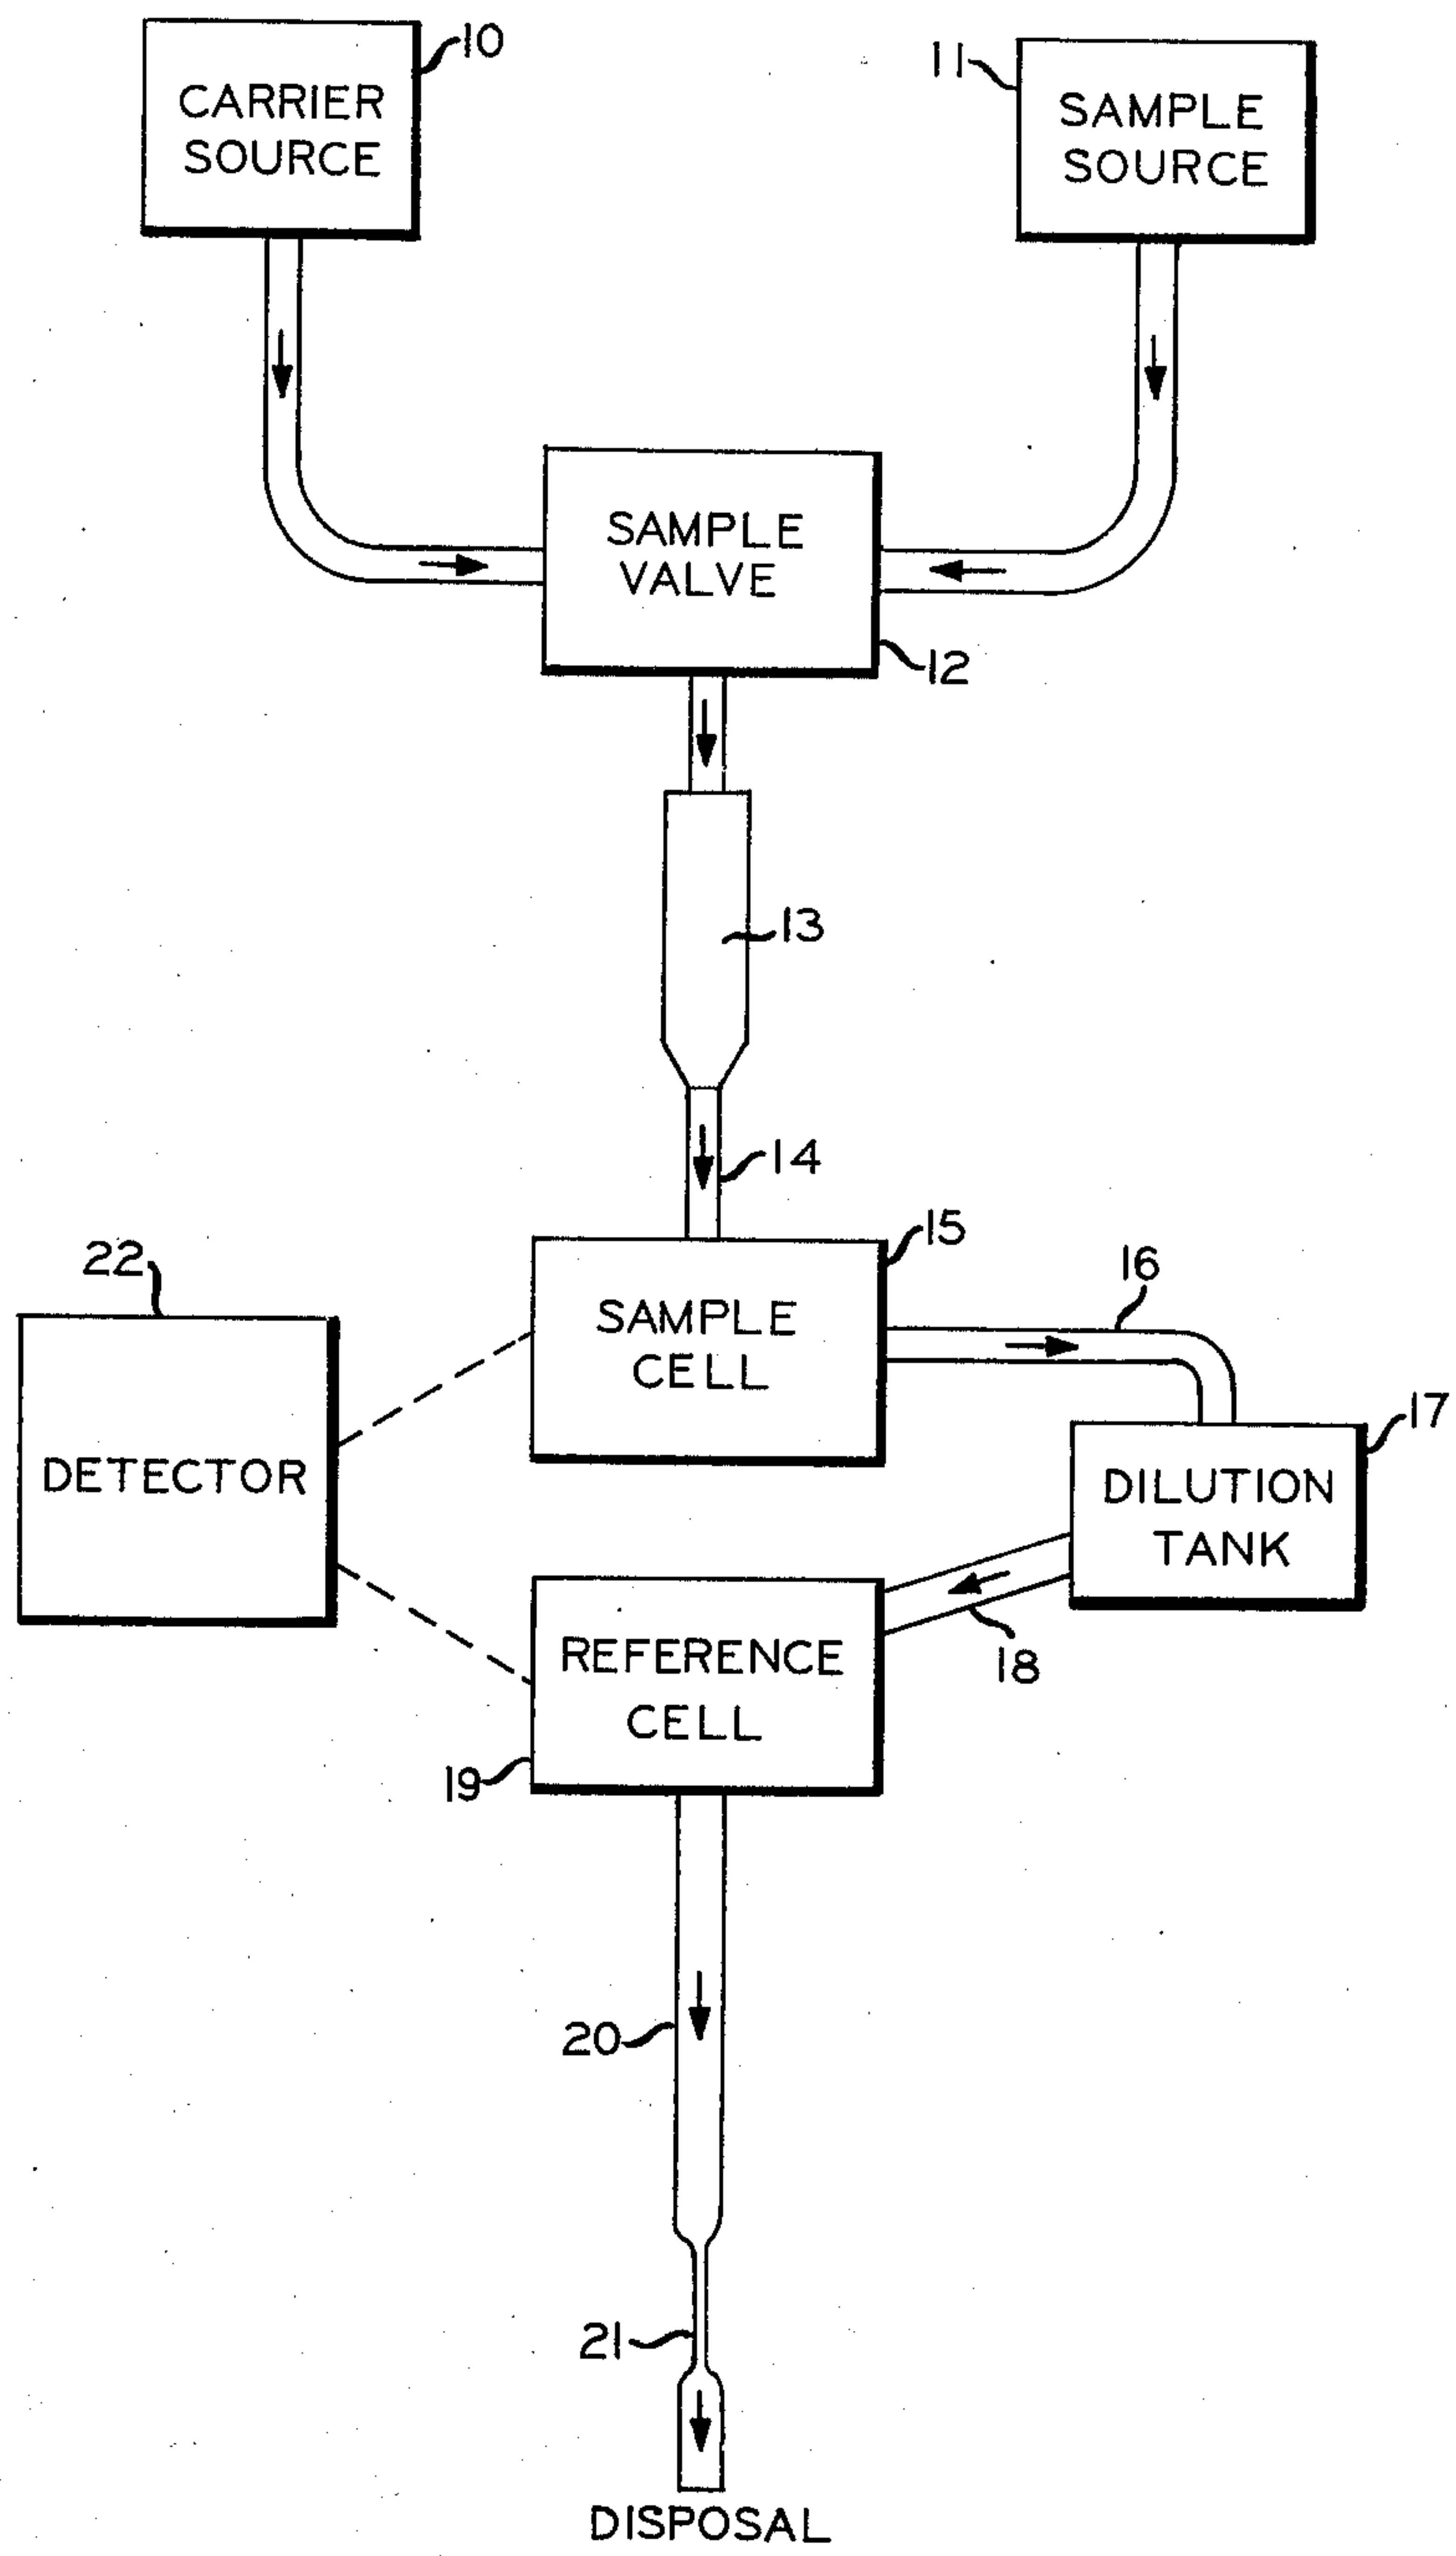 10
CARRIER
SOURCE
11
SAMPLE
SOURCE
SAMPLE
VALVE
12
13
14
15
SAMPLE
CELL
16
22
DETECTOR
17
DILUTION
TANK
18
REFERENCE
CELL
19
20
21
DISPOSAL